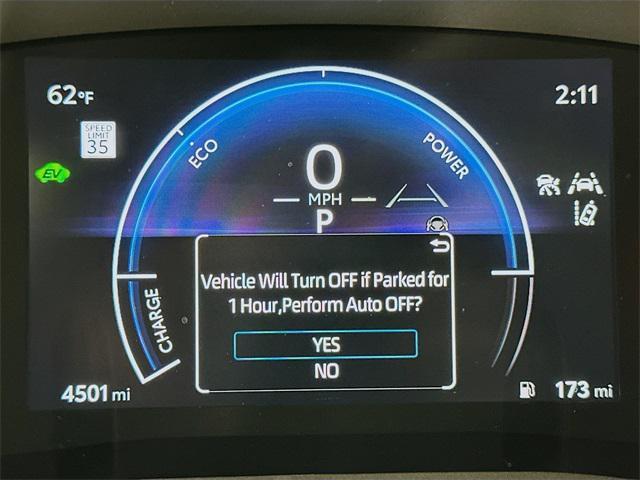 62°F
2:11
SPEED
LIMIT
35
EV
ECO
POWER
0
MPH
P
CHARGE
Vehicle Will Turn OFF if Parked for
1 Hour,Perform Auto OFF?
YES
NO
4501 mi
173 mi